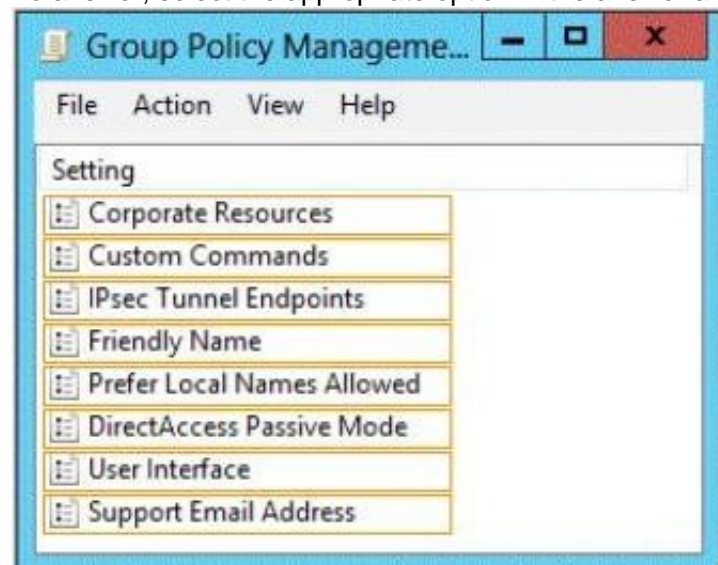 Group Policy Manageme...
File Action View Help
Setting
Corporate Resources
Custom Commands
IPsec Tunnel Endpoints
Friendly Name
Prefer Local Names Allowed
DirectAccess Passive Mode
User Interface
Support Email Address